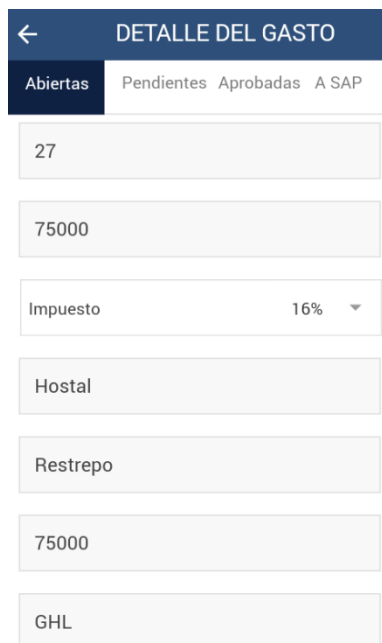 DETALLE DEL GASTO
Abiertas Pendientes Aprobadas A SAP
27
75000
Impuesto 16%
Hostal
Restrepo
75000
GHL